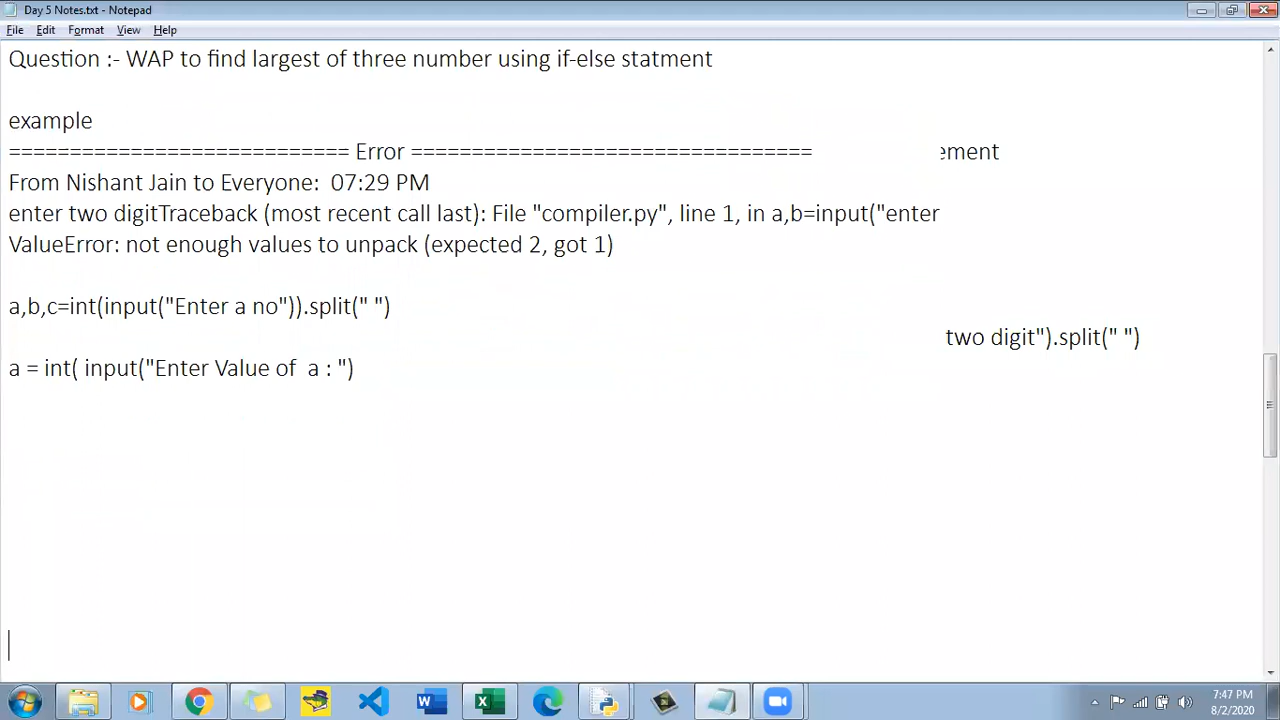 Day 5 Notes.txt - Notepad
File Edit Format View Help
Question :- WAP to find largest of three number using if-else statment
example
============================ Error ================================= ement
From Nishant Jain to Everyone:  07:29 PM
enter two digitTraceback (most recent call last): File "compiler.py", line 1, in a,b=input("enter
ValueError: not enough values to unpack (expected 2, got 1)
a,b,c=int(input("Enter a no")).split(" ")
two digit").split(" ")
a = int( input("Enter Value of  a : ")
7:47 PM
8/2/2020